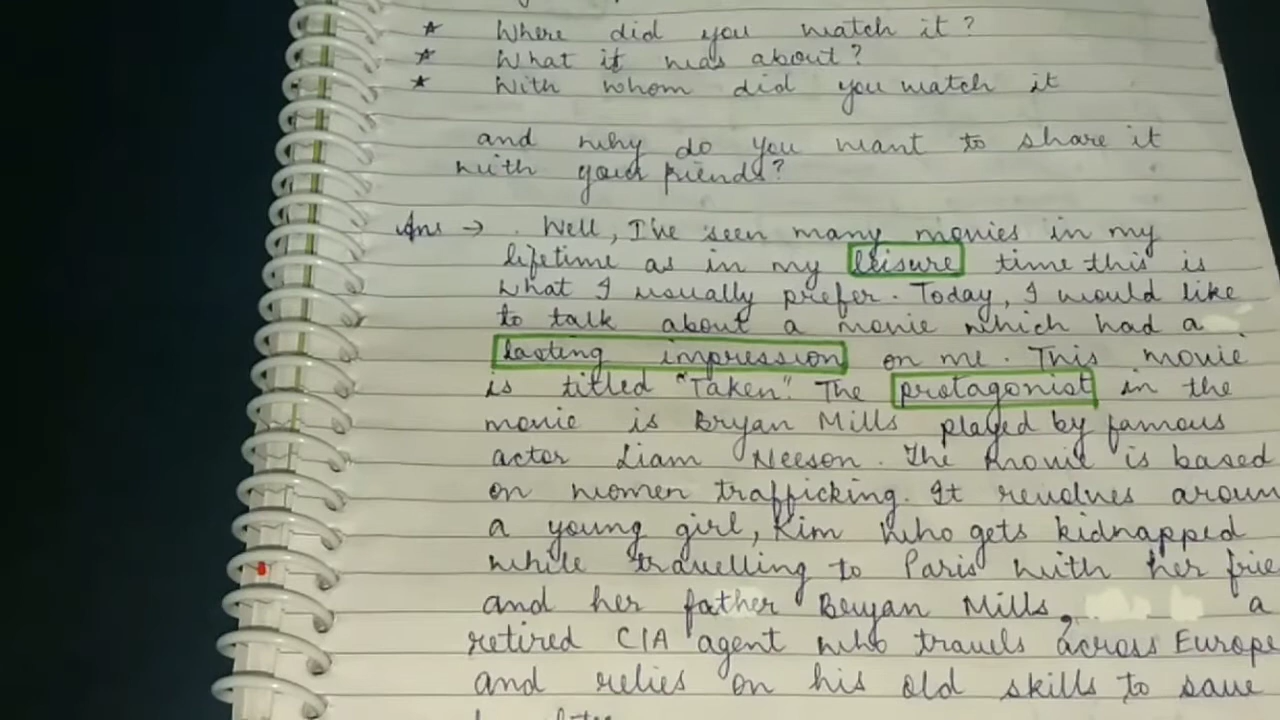 * Where did you watch it?
* What it was about?
* With whom did you watch it
and why do you want to share it
with your friends?
Ans → . Well, I've seen many movies in my
lifetime as in my leisure time this is
what I usually prefer. Today, I would like
to talk about a movie which had a
lasting impression on me. This movie
is titled "Taken". The protagonist in the
movie is Bryan Mills played by famous
actor Liam Neeson. The movie is based
on women trafficking. It revolves aroun
a young girl, Kim who gets kidnapped
while travelling to Paris with her frie
and her father Bryan Mills, a
retired CIA agent who travels across Europe
and relies on his old skills to save